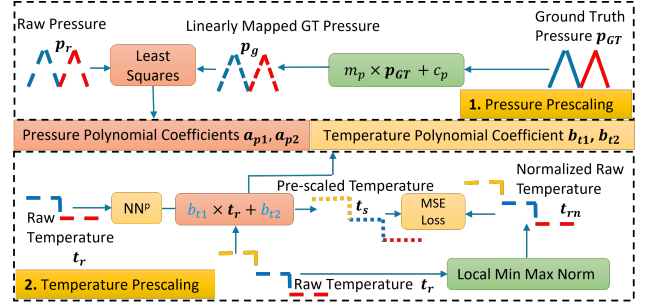 Raw Pressure
p_r
Linearly Mapped GT Pressure
p_g
Ground Truth
Pressure p_GT
Least
Squares
m_p × p_GT + c_p
1. Pressure Prescaling
Pressure Polynomial Coefficients a_p1, a_p2
Temperature Polynomial Coefficient b_t1, b_t2
Raw
Temperature
t_r
NN^p
b_t1 × t_r + b_t2
Pre-scaled Temperature
t_s
MSE
Loss
Normalized Raw
Temperature
t_rn
2. Temperature Prescaling
Raw Temperature t_r
Local Min Max Norm